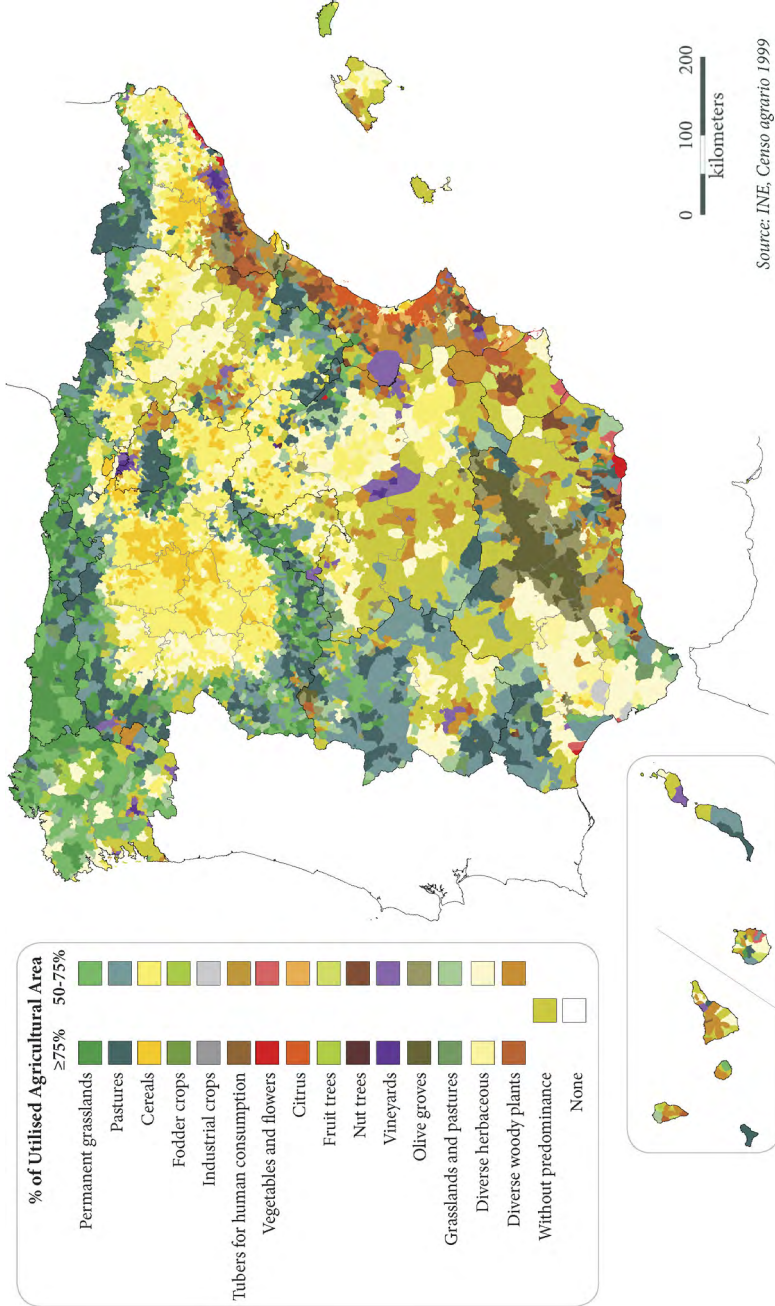 % of Utilised Agricultural Area
≥75% 50-75%
Permanent grasslands
Pastures
Cereals
Fodder crops
Industrial crops
Tubers for human consumption
Vegetables and flowers
Citrus
Fruit trees
Nut trees
Vineyards
Olive groves
Grasslands and pastures
Diverse herbaceous
Diverse woody plants
Without predominance
None
0 100 200
kilometers
Source: INE, Censo agrario 1999